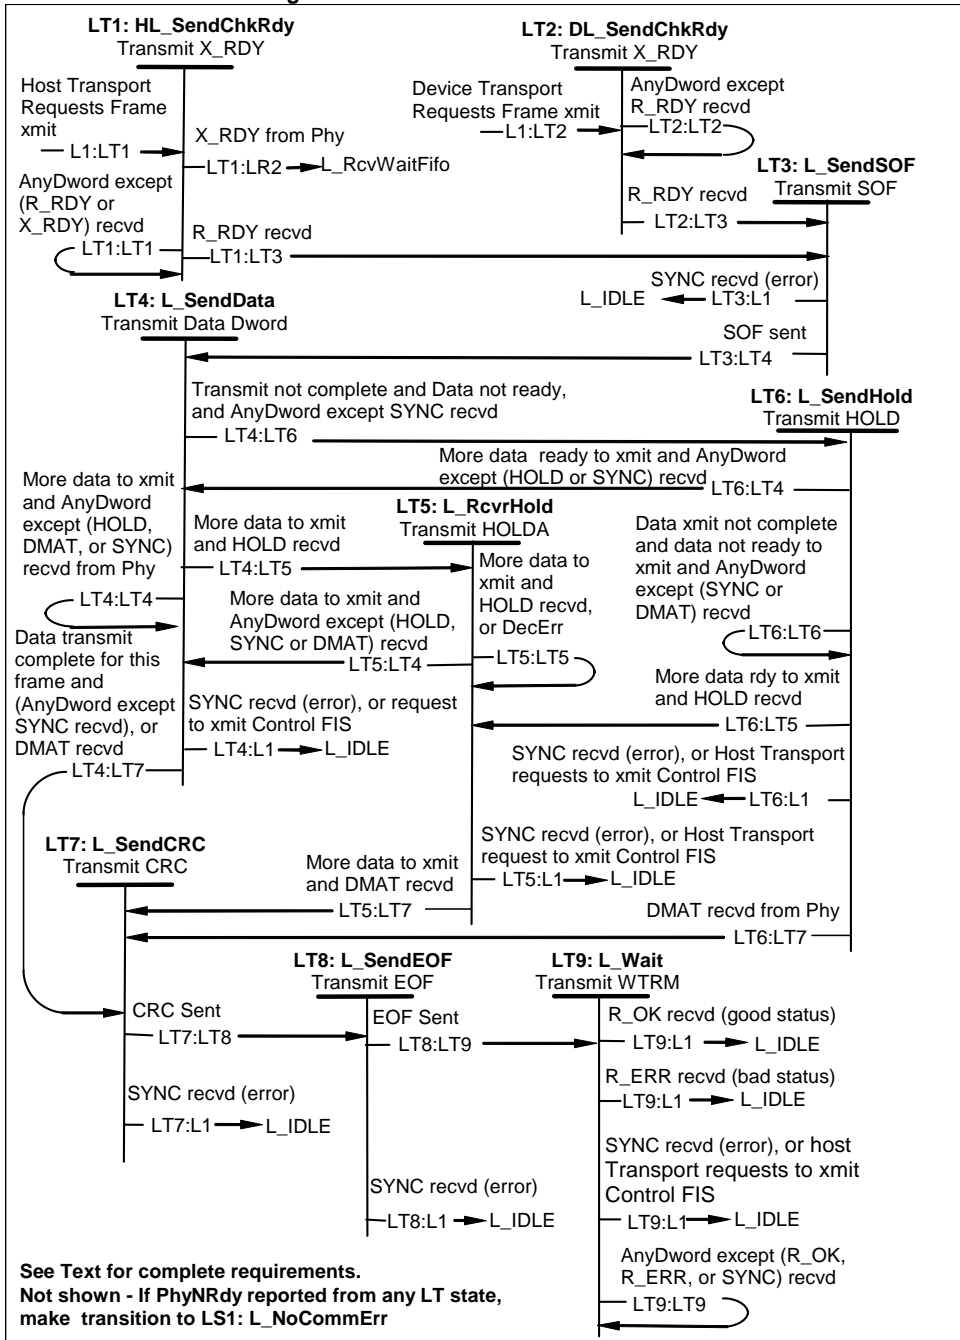 LT1: HL_SendChkRdy
Transmit X_RDY
LT2: DL_SendChkRdy
Transmit X_RDY
Host Transport
Requests Frame
xmit
L1:LT1
X_RDY from Phy
LT1:LR2
L_RcvWaitFifo
AnyDword except
(R_RDY or
X_RDY) recvd
LT1:LT1
R_RDY recvd
LT1:LT3
Device Transport
Requests Frame xmit
L1:LT2
AnyDword except
R_RDY recvd
LT2:LT2
R_RDY recvd
LT2:LT3
LT3: L_SendSOF
Transmit SOF
SYNC recvd (error)
L_IDLE
LT3:L1
SOF sent
LT3:LT4
LT4: L_SendData
Transmit Data Dword
Transmit not complete and Data not ready,
and AnyDword except SYNC recvd
LT4:LT6
LT6: L_SendHold
Transmit HOLD
More data ready to xmit and AnyDword
except (HOLD or SYNC) recvd
LT6:LT4
More data to xmit
and AnyDword
except (HOLD,
DMAT, or SYNC)
recvd from Phy
LT4:LT4
More data to xmit
and HOLD recvd
LT4:LT5
LT5: L_RcvrHold
Transmit HOLDA
More data to
xmit and
HOLD recvd,
or DecErr
LT5:LT5
More data to xmit and
AnyDword except (HOLD,
SYNC or DMAT) recvd
LT5:LT4
Data xmit not complete
and data not ready to
xmit and AnyDword
except (SYNC or
DMAT) recvd
LT6:LT6
More data rdy to xmit
and HOLD recvd
LT6:LT5
Data transmit
complete for this
frame and
(AnyDword except
SYNC recvd), or
DMAT recvd
LT4:LT7
SYNC recvd (error), or request
to xmit Control FIS
LT4:L1
L_IDLE
SYNC recvd (error), or Host Transport
requests to xmit Control FIS
L_IDLE
LT6:L1
SYNC recvd (error), or Host Transport
request to xmit Control FIS
LT5:L1
L_IDLE
LT7: L_SendCRC
Transmit CRC
More data to xmit
and DMAT recvd
LT5:LT7
DMAT recvd from Phy
LT6:LT7
LT8: L_SendEOF
Transmit EOF
LT9: L_Wait
Transmit WTRM
CRC Sent
LT7:LT8
EOF Sent
LT8:LT9
R_OK recvd (good status)
LT9:L1
L_IDLE
R_ERR recvd (bad status)
LT9:L1
L_IDLE
SYNC recvd (error)
LT7:L1
L_IDLE
SYNC recvd (error), or host
Transport requests to xmit
Control FIS
LT9:L1
L_IDLE
SYNC recvd (error)
LT8:L1
L_IDLE
AnyDword except (R_OK,
R_ERR, or SYNC) recvd
LT9:LT9
See Text for complete requirements.
Not shown - If PhyNRdy reported from any LT state,
make transition to LS1: L_NoCommErr